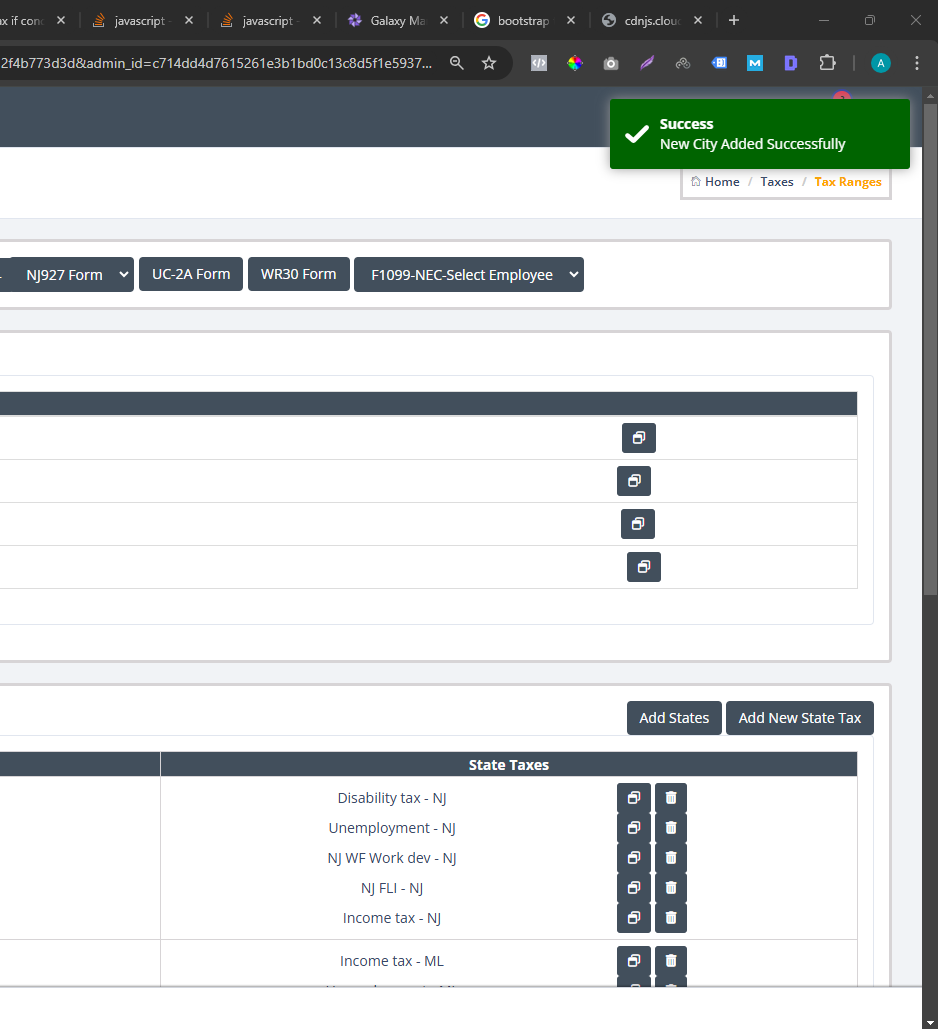 ax if conc
javascript
javascript
Galaxy Ma
bootstrap
cdnjs.clou
2f4b773d3d&admin_id=c714dd4d7615261e3b1bd0c13c8d5f1e5937...
A
Success
New City Added Successfully
Home / Taxes / Tax Ranges
NJ927 Form
UC-2A Form
WR30 Form
F1099-NEC-Select Employee
Add States
Add New State Tax
State Taxes
Disability tax - NJ
Unemployment - NJ
NJ WF Work dev - NJ
NJ FLI - NJ
Income tax - NJ
Income tax - ML